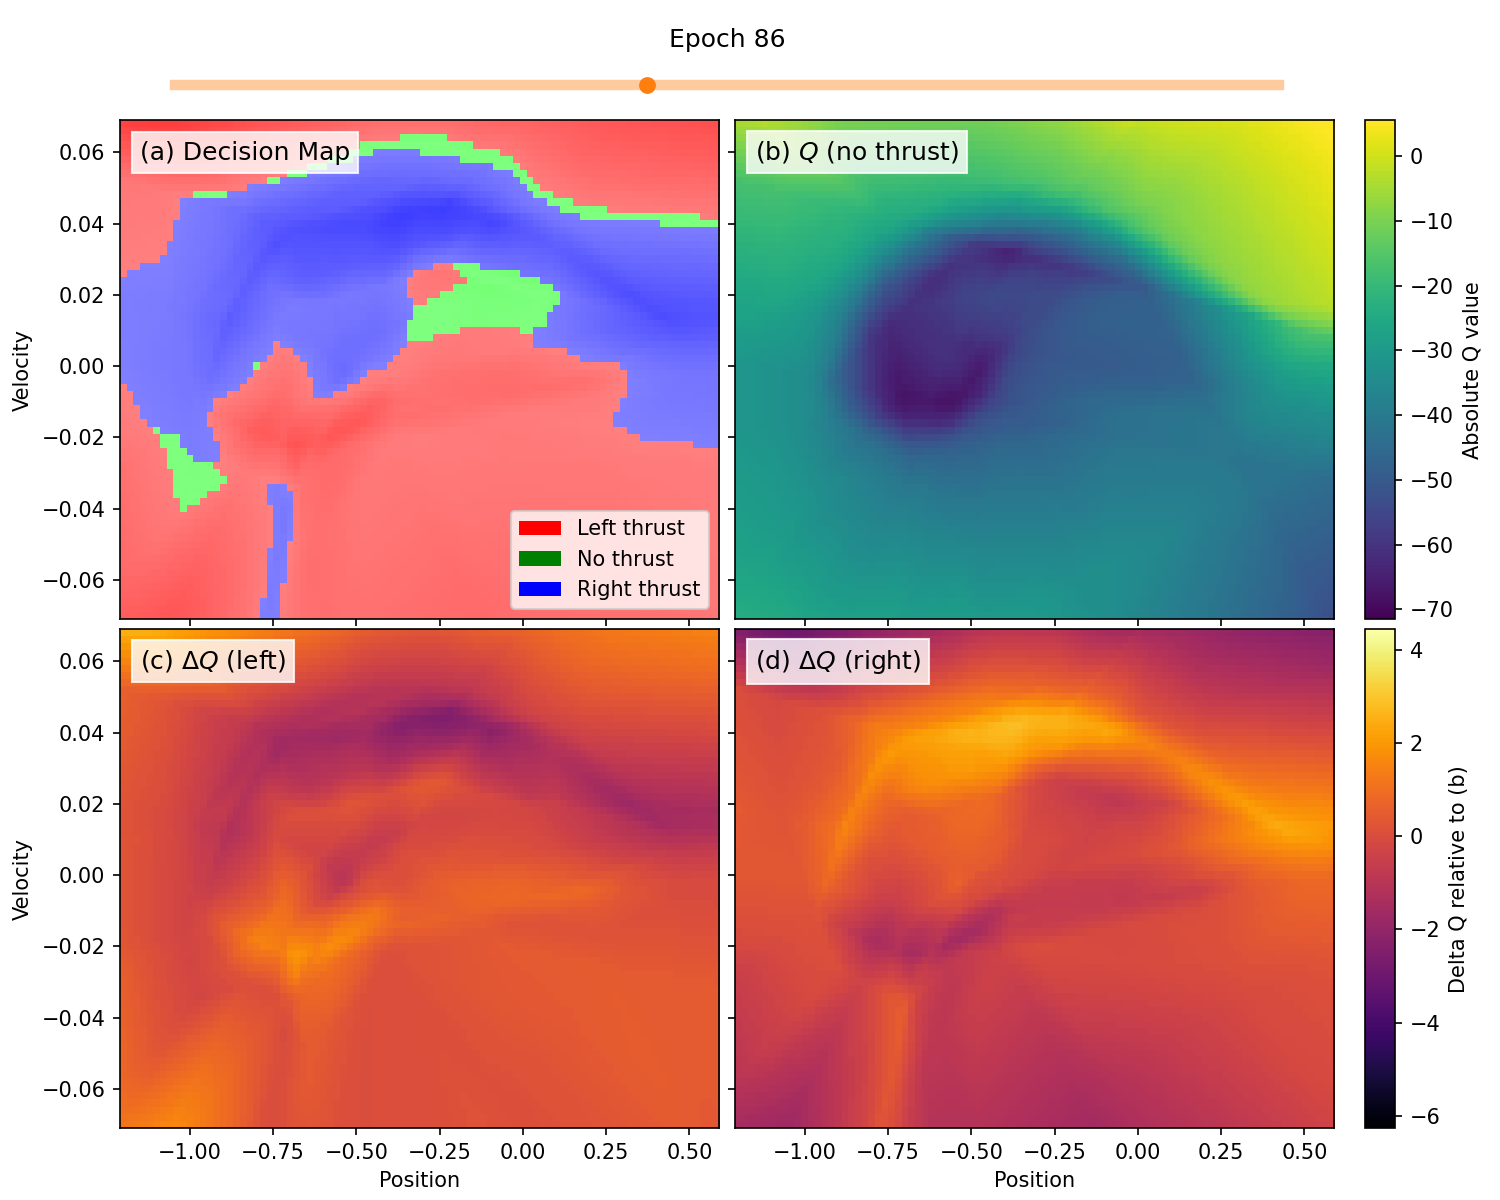 Epoch 86
(a) Decision Map
(b) Q (no thrust)
0.06
0.04
0.02
0.00
−0.02
−0.04
−0.06
Velocity
Left thrust
No thrust
Right thrust
0
−10
−20
−30
−40
−50
−60
−70
Absolute Q value
(c) ΔQ (left)
(d) ΔQ (right)
0.06
0.04
0.02
0.00
−0.02
−0.04
−0.06
Velocity
4
2
0
−2
−4
−6
Delta Q relative to (b)
−1.00 −0.75 −0.50 −0.25 0.00 0.25 0.50
Position
−1.00 −0.75 −0.50 −0.25 0.00 0.25 0.50
Position